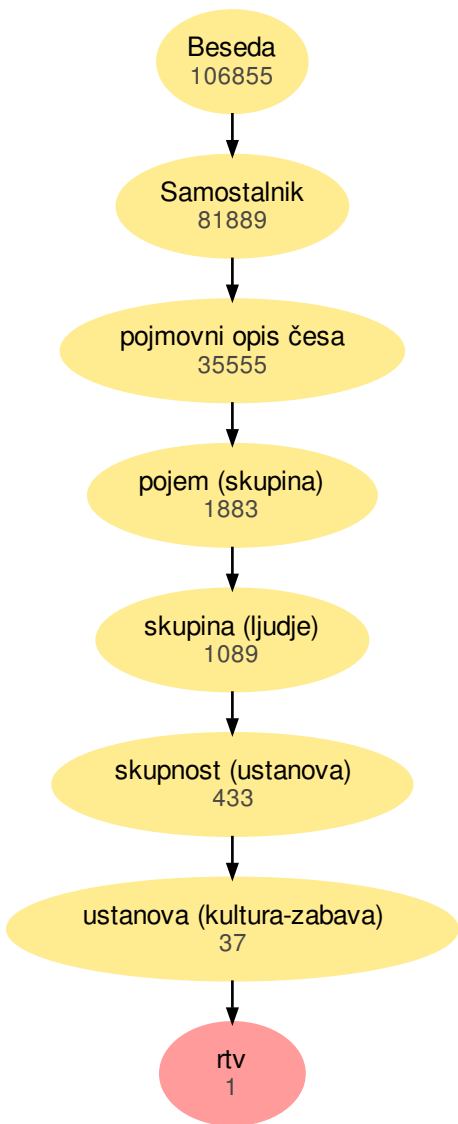 Beseda
106855
Samostalnik
81889
pojmovni opis česa
35555
pojem (skupina)
1883
skupina (ljudje)
1089
skupnost (ustanova)
433
ustanova (kultura-zabava)
37
rtv
1